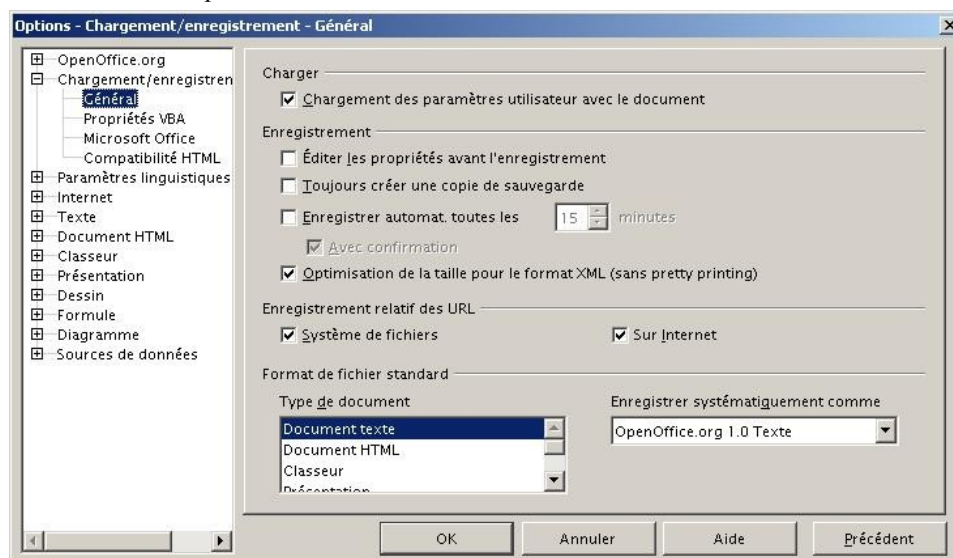 Options - Chargement/enregistrement - Général
OpenOffice.org
Chargement/enregistren
Général
Propriétés VBA
Microsoft Office
Compatibilité HTML
Paramètres linguistiques
Internet
Texte
Document HTML
Classeur
Présentation
Dessin
Formule
Diagramme
Sources de données
Charger
Chargement des paramètres utilisateur avec le document
Enregistrement
Éditer les propriétés avant l'enregistrement
Toujours créer une copie de sauvegarde
Enregistrer automat. toutes les 15 minutes
Avec confirmation
Optimisation de la taille pour le format XML (sans pretty printing)
Enregistrement relatif des URL
Système de fichiers
Sur Internet
Format de fichier standard
Type de document
Document texte
Document HTML
Classeur
Présentation
Enregistrer systématiquement comme
OpenOffice.org 1.0 Texte
OK
Annuler
Aide
Précédent